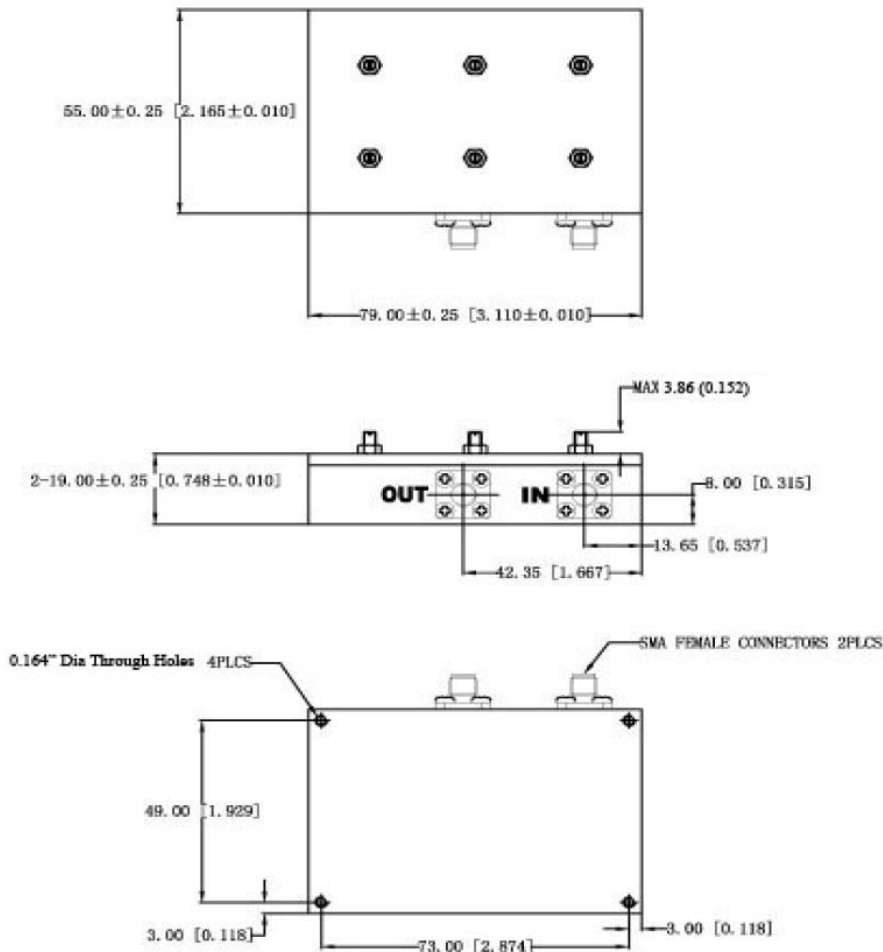 55.00±0.25 [2.165±0.010]
79.00±0.25 [3.110±0.010]
MAX 3.86 (0.152)
2-19.00±0.25 [0.748±0.010]
OUT
IN
8.00 [0.315]
13.65 [0.537]
42.35 [1.667]
SMA FEMALE CONNECTORS 2PLCS
0.164" Dia Through Holes 4PLCS
49.00 [1.929]
3.00 [0.118]
73.00 [2.874]
3.00 [0.118]